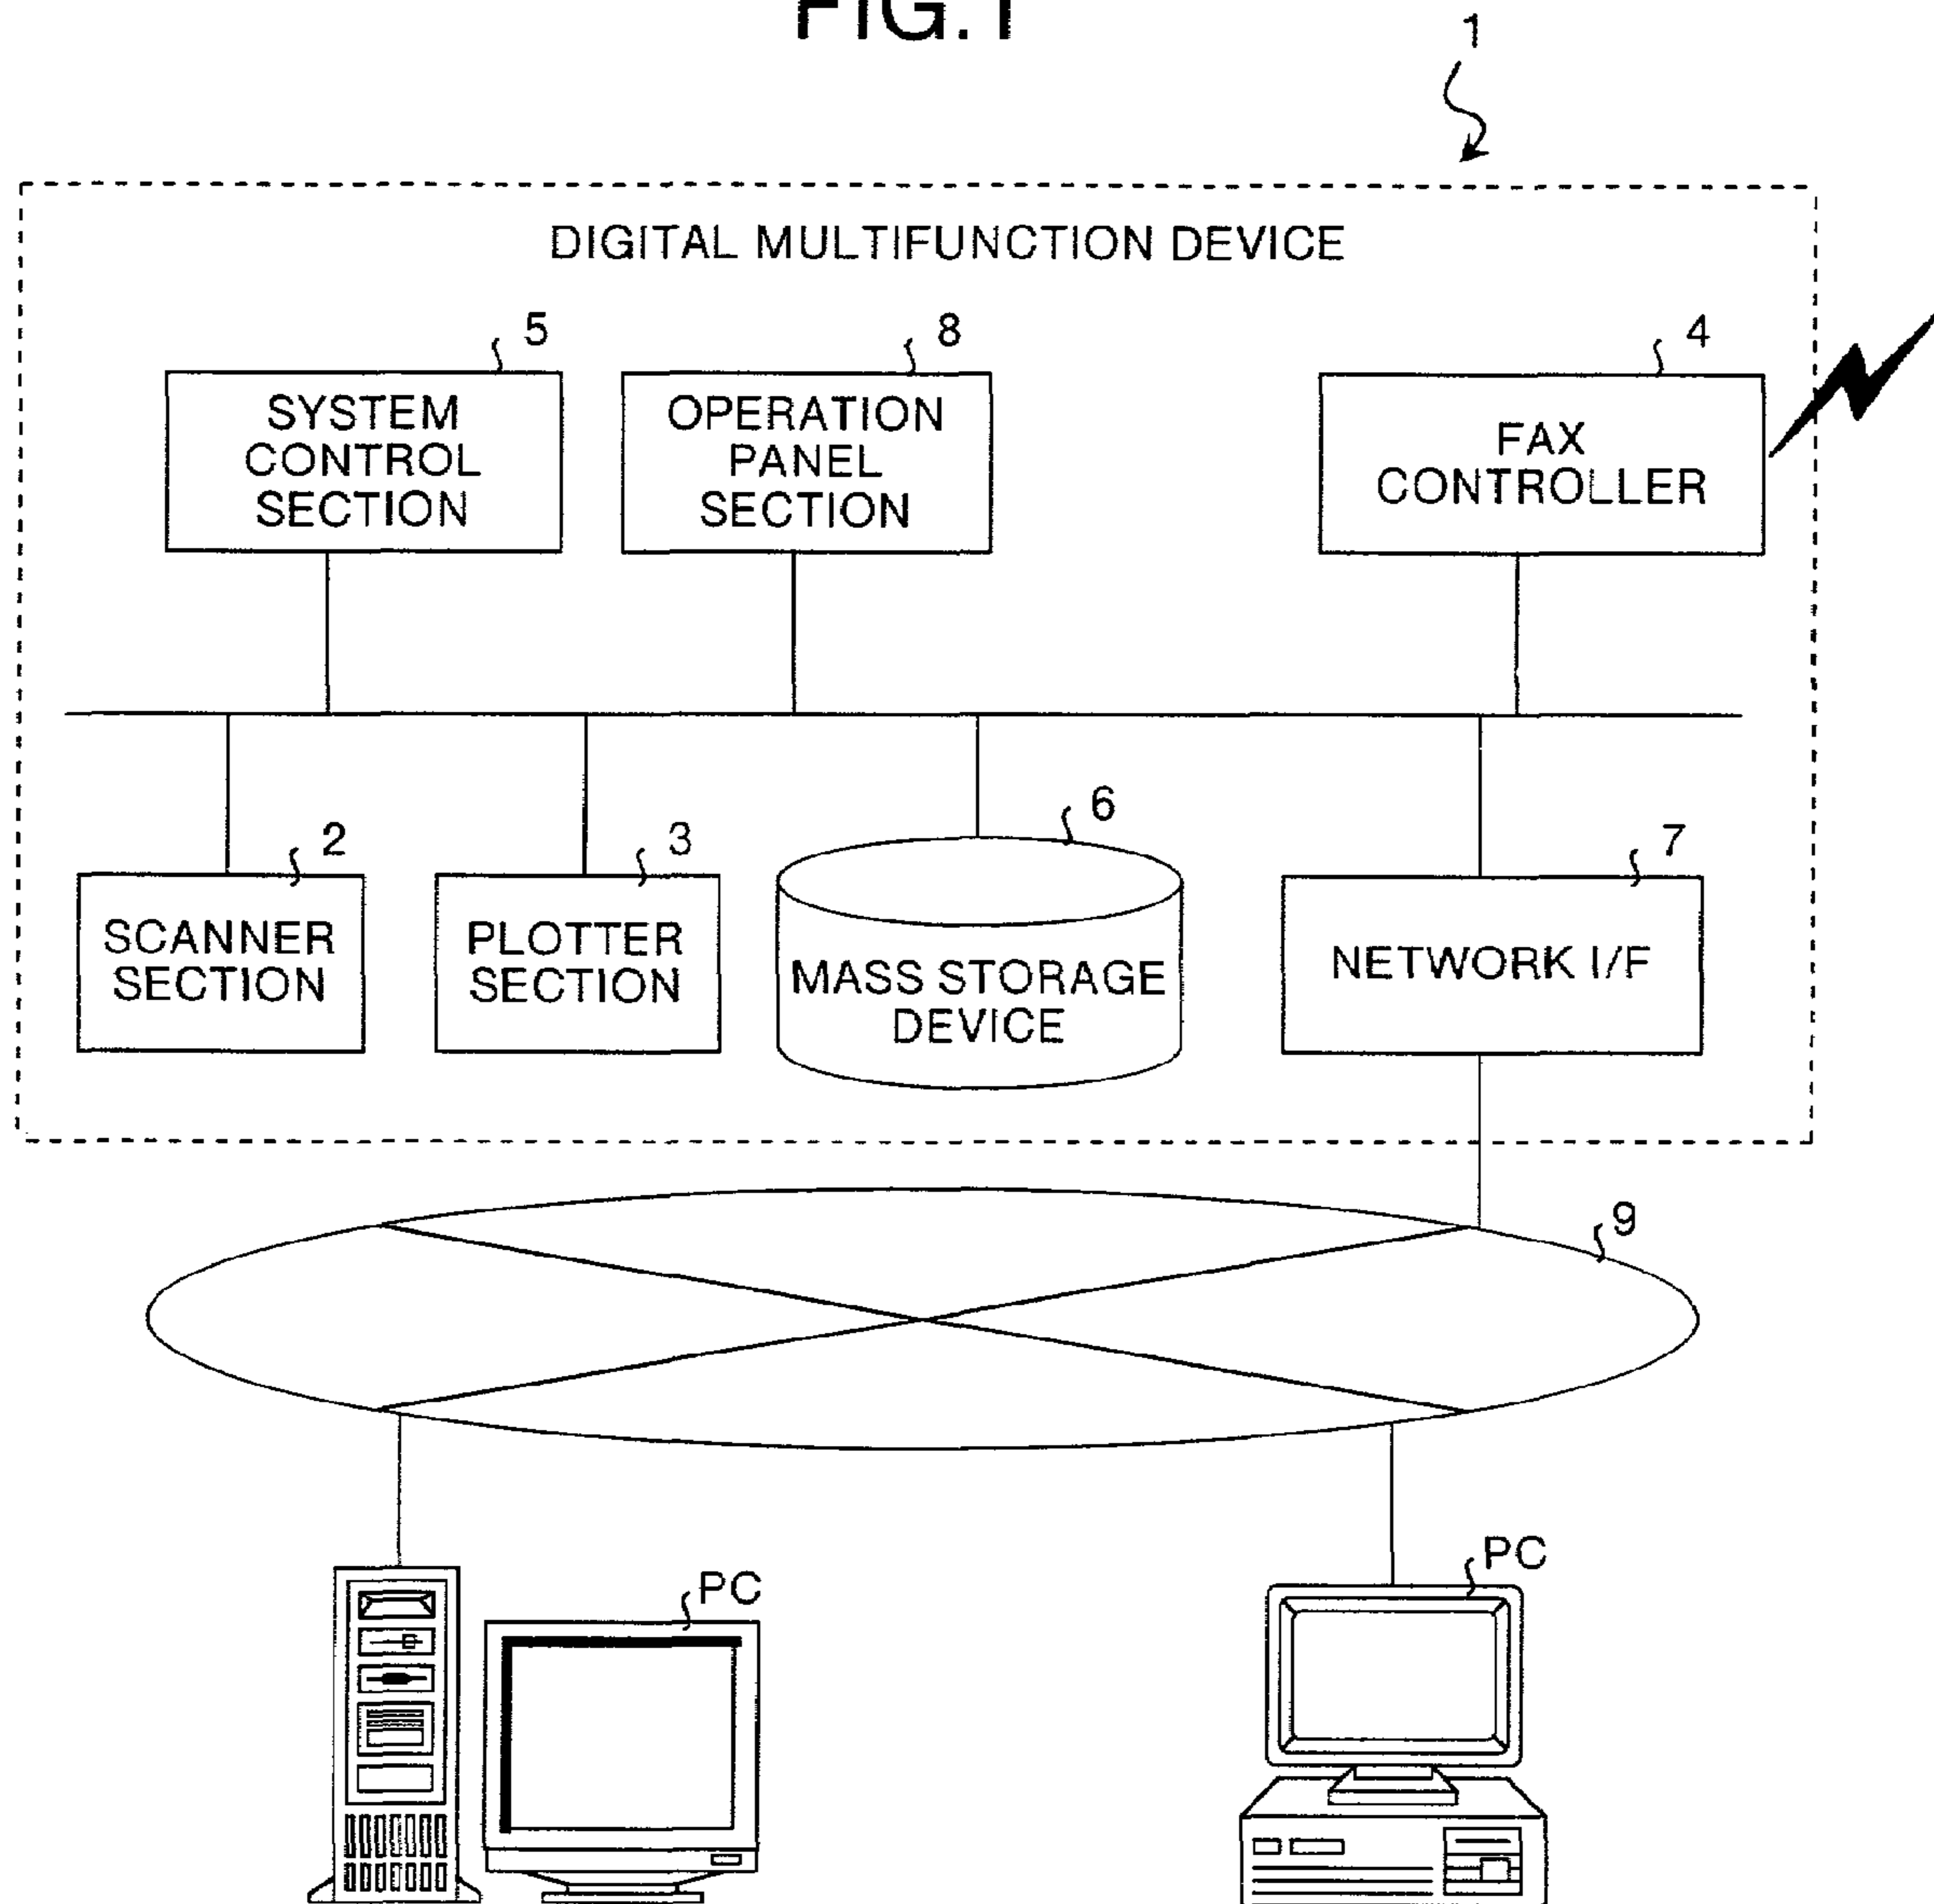 FIG.1
1
DIGITAL MULTIFUNCTION DEVICE
5
8
4
SYSTEM
CONTROL
SECTION
OPERATION
PANEL
SECTION
FAX
CONTROLLER
2
3
6
7
SCANNER
SECTION
PLOTTER
SECTION
MASS STORAGE
DEVICE
NETWORK I/F
9
PC
PC